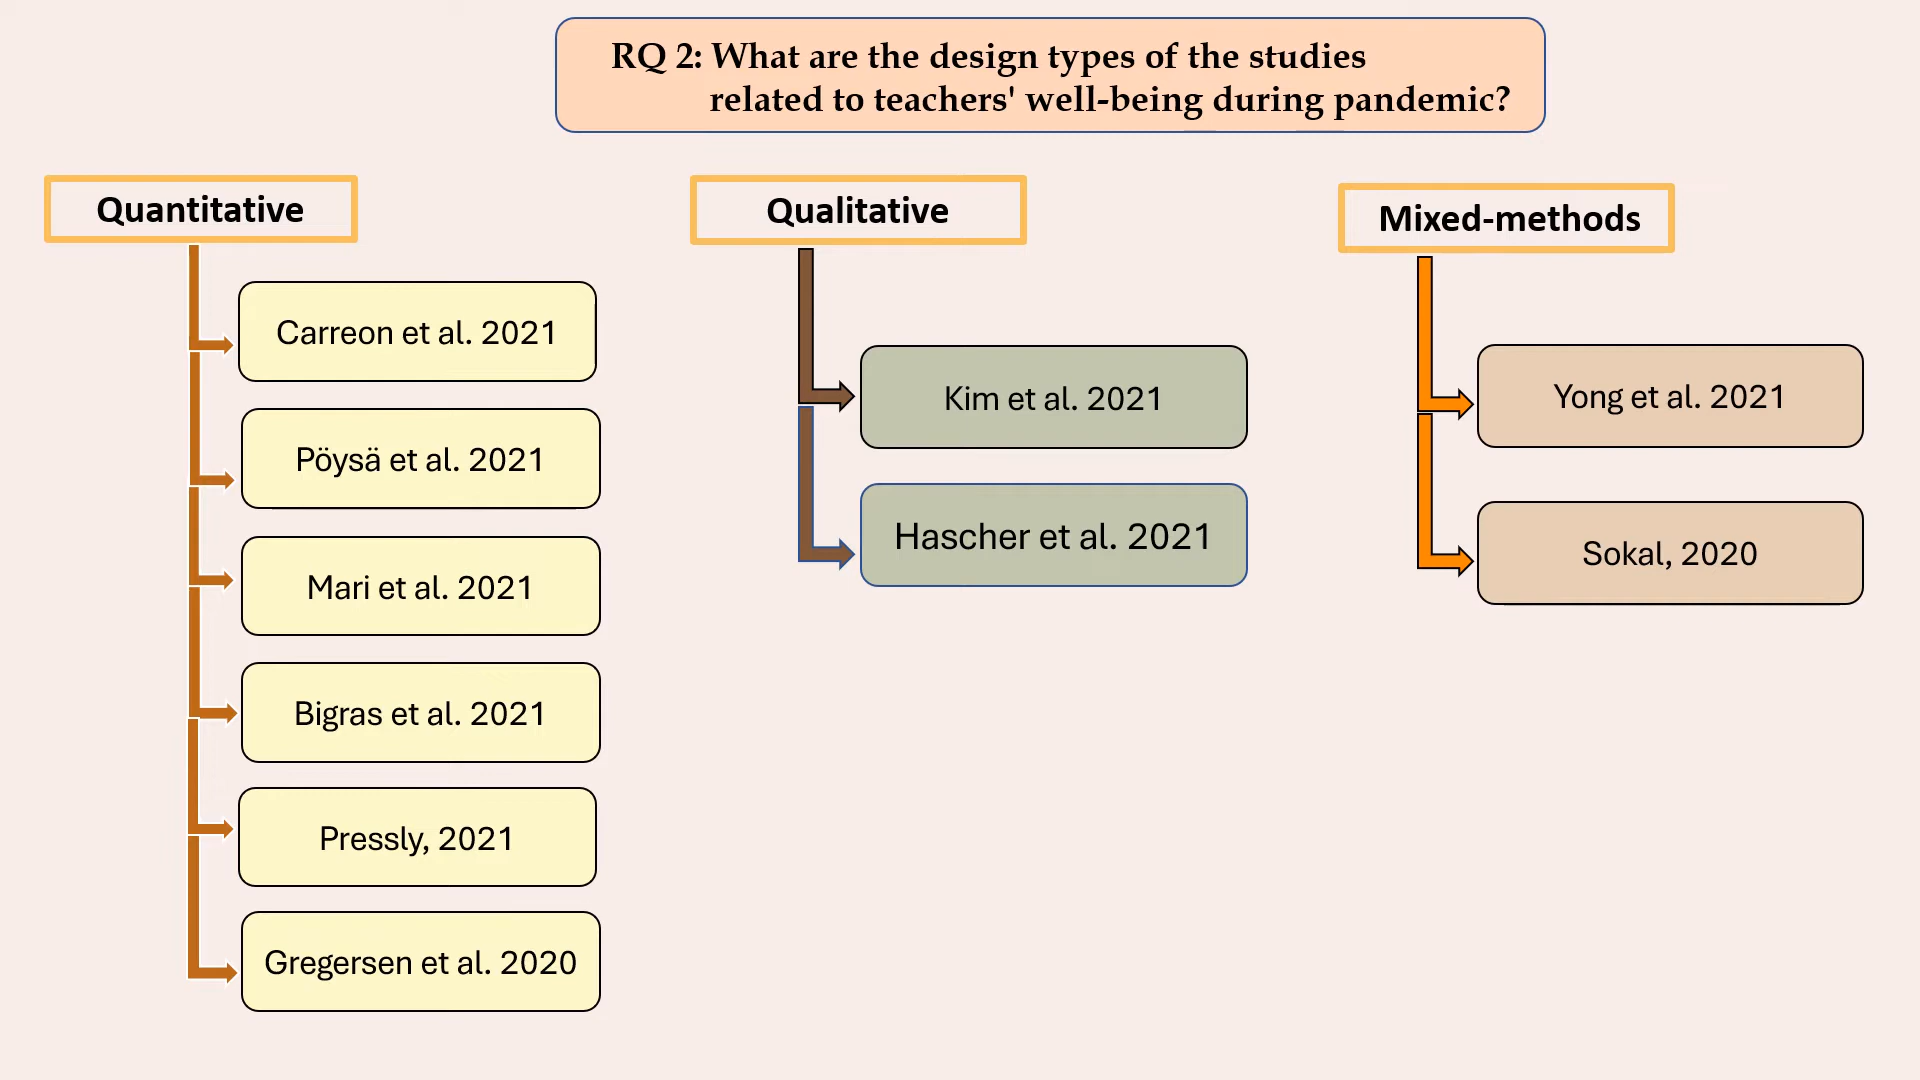 RQ 2: What are the design types of the studies
related to teachers' well-being during pandemic?
Quantitative
Carreon et al. 2021
Pöysä et al. 2021
Mari et al. 2021
Bigras et al. 2021
Pressly, 2021
Gregersen et al. 2020
Qualitative
Kim et al. 2021
Hascher et al. 2021
Mixed-methods
Yong et al. 2021
Sokal, 2020